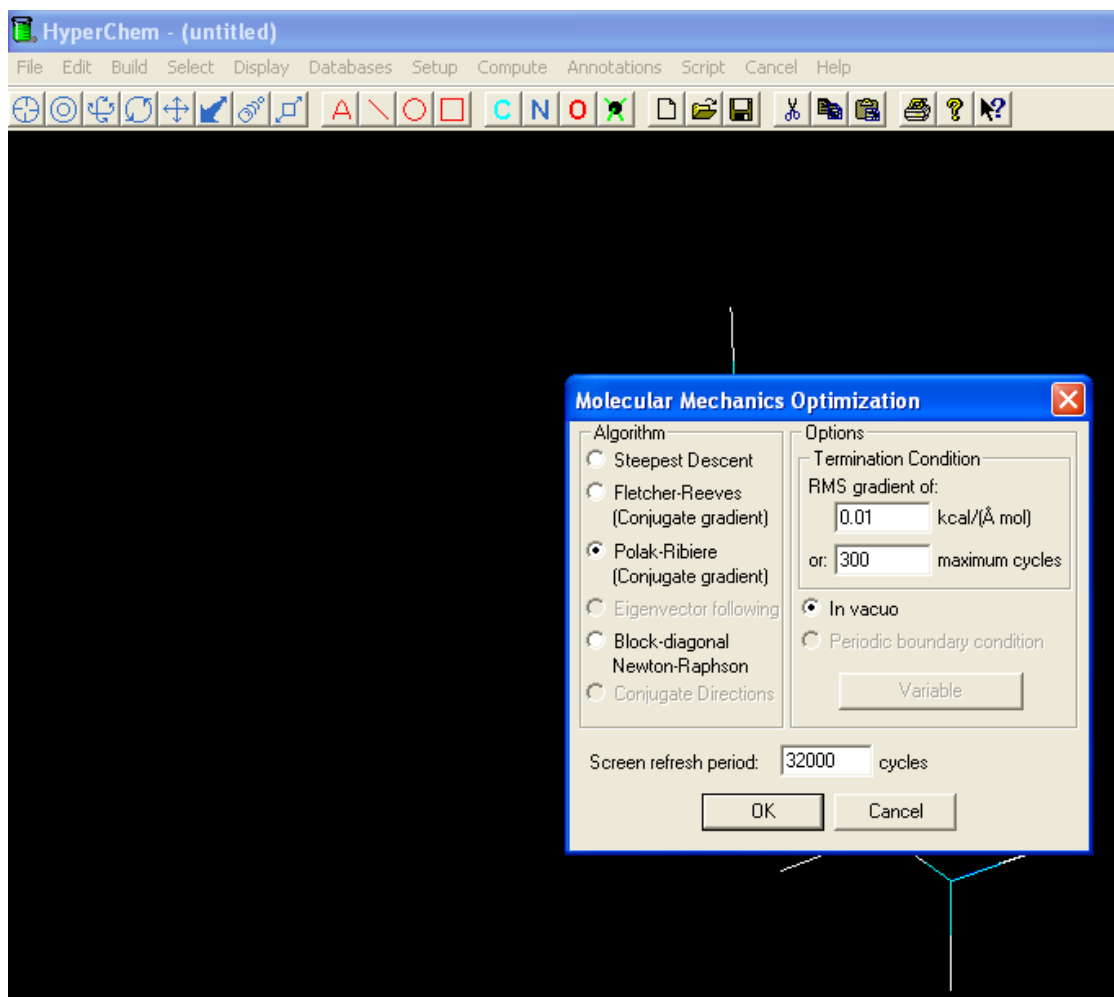 HyperChem - (untitled)
File Edit Build Select Display Databases Setup Compute Annotations Script Cancel Help
A C N O ? ?
Molecular Mechanics Optimization
Algorithm
Steepest Descent
Fletcher-Reeves
(Conjugate gradient)
Polak-Ribiere
(Conjugate gradient)
Eigenvector following
Block-diagonal
Newton-Raphson
Conjugate Directions
Options
Termination Condition
RMS gradient of:
0.01 kcal/(Å mol)
or: 300 maximum cycles
In vacuo
Periodic boundary condition
Variable
Screen refresh period: 32000 cycles
OK Cancel